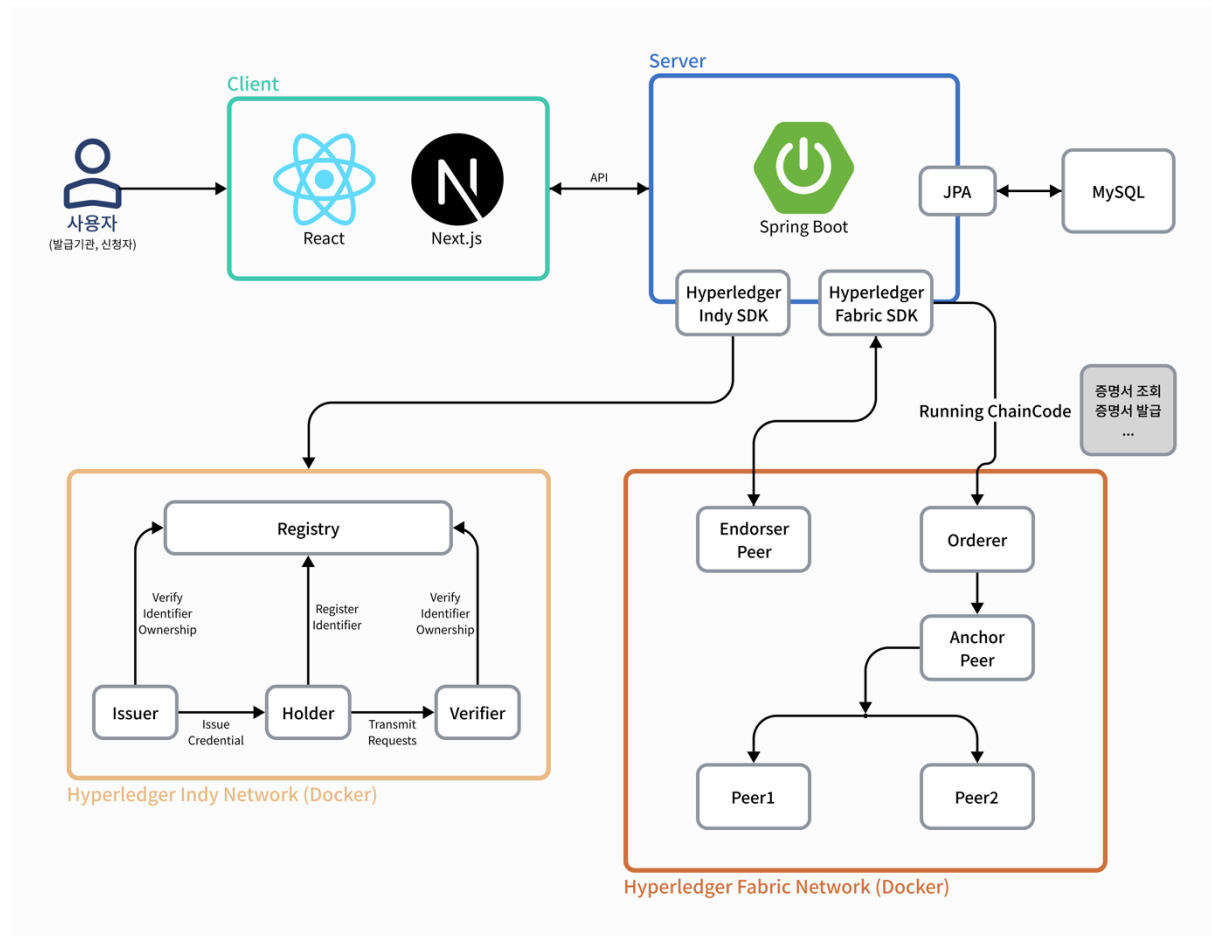 Server
Client
사용자
(발급기관, 신청자)
React
Next.js
API
Spring Boot
JPA
MySQL
Hyperledger
Indy SDK
Hyperledger
Fabric SDK
Running ChainCode
증명서 조회
증명서 발급
...
Registry
Verify
Identifier
Ownership
Register
Identifier
Verify
Identifier
Ownership
Issuer
Issue
Credential
Holder
Transmit
Requests
Verifier
Hyperledger Indy Network (Docker)
Endorser
Peer
Orderer
Anchor
Peer
Peer1
Peer2
Hyperledger Fabric Network (Docker)